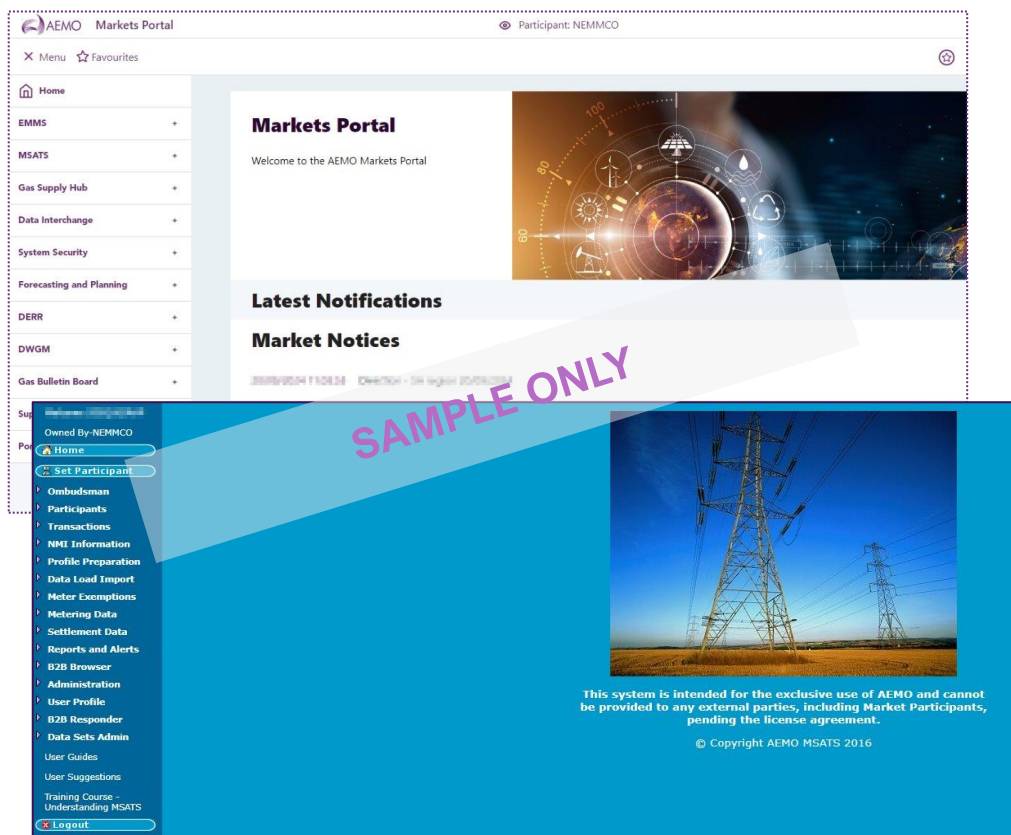 AEMO Markets Portal
Participant: NEMMCO
Menu Favourites
Home
EMMS +
MSATS +
Gas Supply Hub +
Data Interchange +
System Security +
Forecasting and Planning +
DERR +
DWGM +
Gas Bulletin Board +
Sup
Por
Markets Portal
Welcome to the AEMO Markets Portal
100
80
60
Latest Notifications
Market Notices
SAMPLE ONLY
Owned By-NEMMCO
Home
Set Participant
Ombudsman
Participants
Transactions
NMI Information
Profile Preparation
Data Load Import
Meter Exemptions
Metering Data
Settlement Data
Reports and Alerts
B2B Browser
Administration
User Profile
B2B Responder
Data Sets Admin
User Guides
User Suggestions
Training Course -
Understanding MSATS
Logout
This system is intended for the exclusive use of AEMO and cannot
be provided to any external parties, including Market Participants,
pending the license agreement.
© Copyright AEMO MSATS 2016